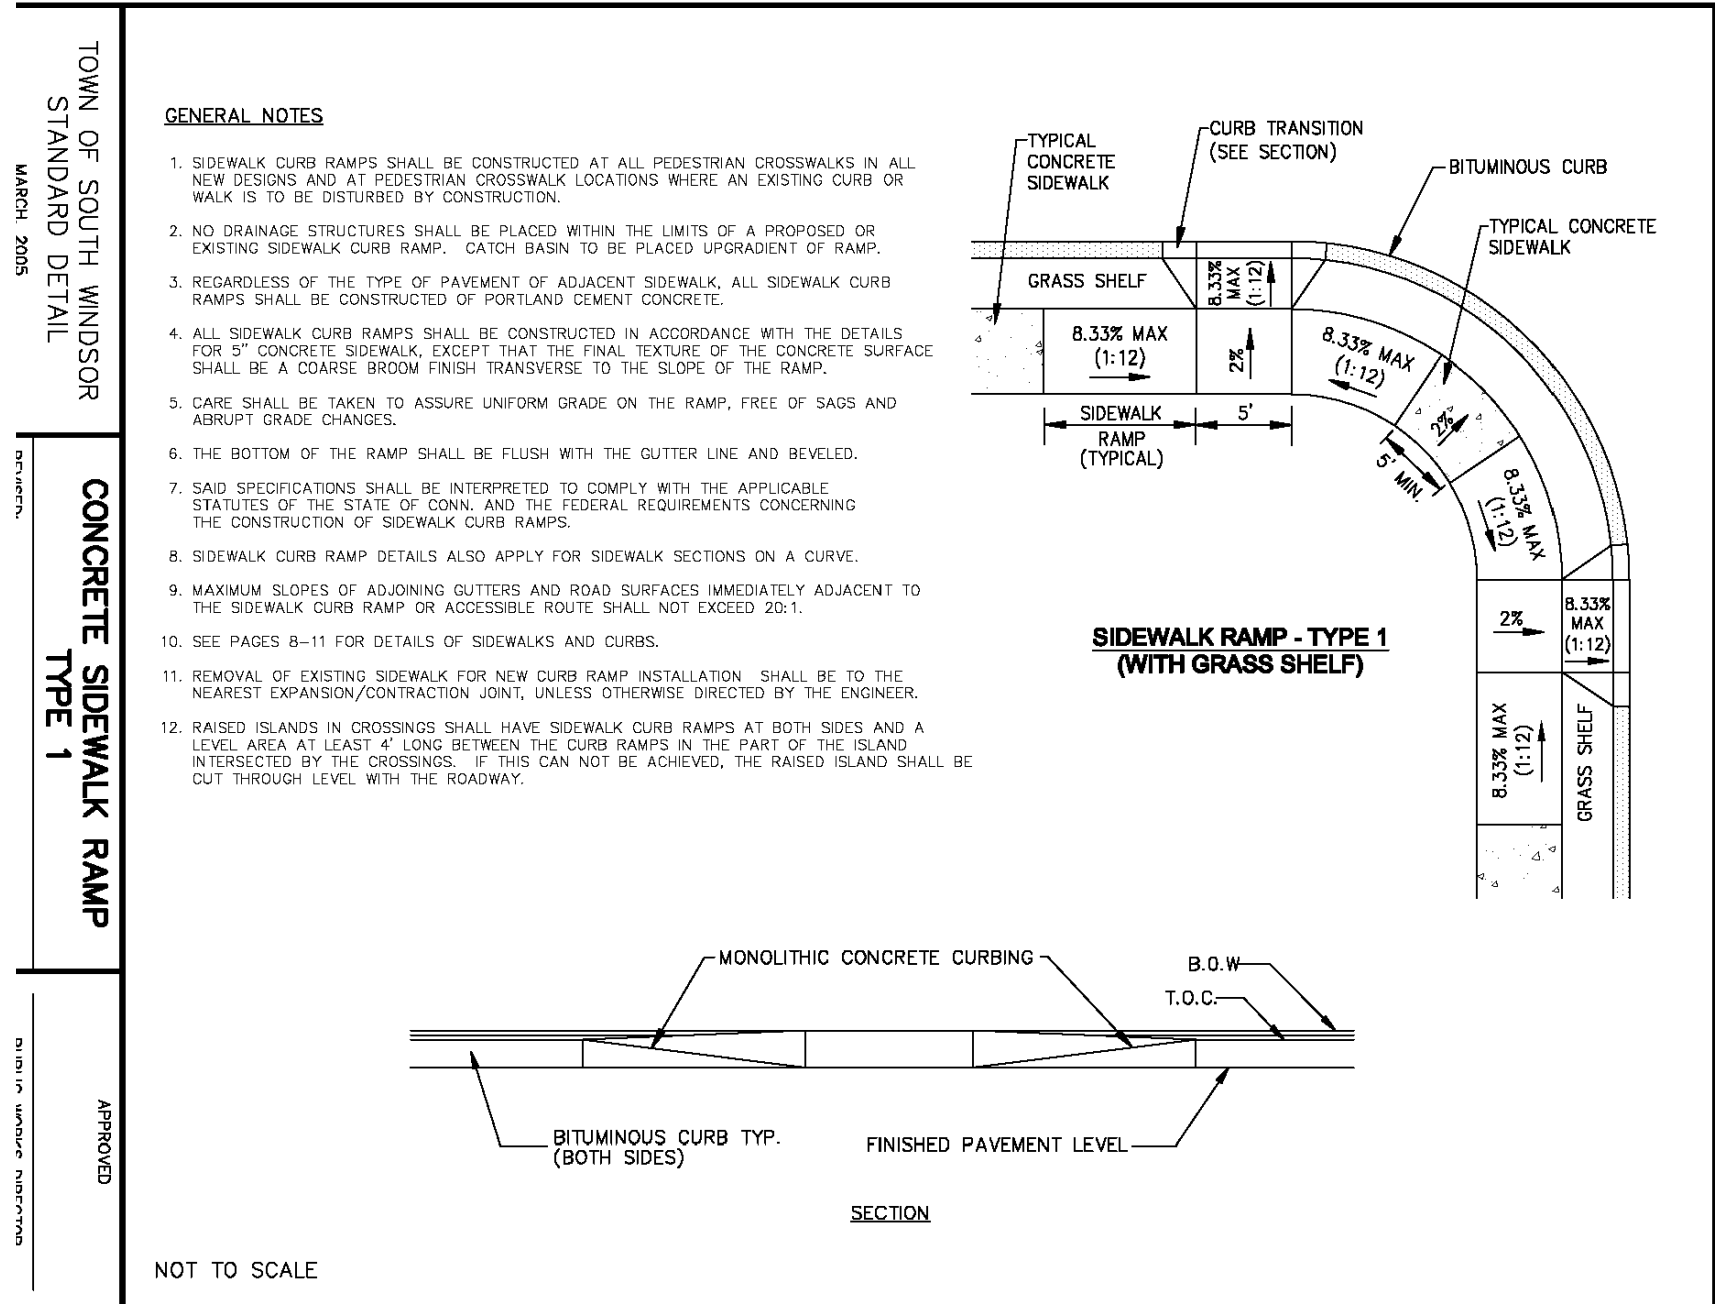 TOWN OF SOUTH WINDSOR
STANDARD DETAIL
MARCH. 2005
CONCRETE SIDEWALK RAMP
TYPE 1
APPROVED
GENERAL NOTES
1. SIDEWALK CURB RAMPS SHALL BE CONSTRUCTED AT ALL PEDESTRIAN CROSSWALKS IN ALL
NEW DESIGNS AND AT PEDESTRIAN CROSSWALK LOCATIONS WHERE AN EXISTING CURB OR
WALK IS TO BE DISTURBED BY CONSTRUCTION.
2. NO DRAINAGE STRUCTURES SHALL BE PLACED WITHIN THE LIMITS OF A PROPOSED OR
EXISTING SIDEWALK CURB RAMP. CATCH BASIN TO BE PLACED UPGRADIENT OF RAMP.
3. REGARDLESS OF THE TYPE OF PAVEMENT OF ADJACENT SIDEWALK, ALL SIDEWALK CURB
RAMPS SHALL BE CONSTRUCTED OF PORTLAND CEMENT CONCRETE.
4. ALL SIDEWALK CURB RAMPS SHALL BE CONSTRUCTED IN ACCORDANCE WITH THE DETAILS
FOR 5" CONCRETE SIDEWALK, EXCEPT THAT THE FINAL TEXTURE OF THE CONCRETE SURFACE
SHALL BE A COARSE BROOM FINISH TRANSVERSE TO THE SLOPE OF THE RAMP.
5. CARE SHALL BE TAKEN TO ASSURE UNIFORM GRADE ON THE RAMP, FREE OF SAGS AND
ABRUPT GRADE CHANGES.
6. THE BOTTOM OF THE RAMP SHALL BE FLUSH WITH THE GUTTER LINE AND BEVELED.
7. SAID SPECIFICATIONS SHALL BE INTERPRETED TO COMPLY WITH THE APPLICABLE
STATUTES OF THE STATE OF CONN. AND THE FEDERAL REQUIREMENTS CONCERNING
THE CONSTRUCTION OF SIDEWALK CURB RAMPS.
8. SIDEWALK CURB RAMP DETAILS ALSO APPLY FOR SIDEWALK SECTIONS ON A CURVE.
9. MAXIMUM SLOPES OF ADJOINING GUTTERS AND ROAD SURFACES IMMEDIATELY ADJACENT TO
THE SIDEWALK CURB RAMP OR ACCESSIBLE ROUTE SHALL NOT EXCEED 20:1.
10. SEE PAGES 8-11 FOR DETAILS OF SIDEWALKS AND CURBS.
11. REMOVAL OF EXISTING SIDEWALK FOR NEW CURB RAMP INSTALLATION SHALL BE TO THE
NEAREST EXPANSION/CONTRACTION JOINT, UNLESS OTHERWISE DIRECTED BY THE ENGINEER.
12. RAISED ISLANDS IN CROSSINGS SHALL HAVE SIDEWALK CURB RAMPS AT BOTH SIDES AND A
LEVEL AREA AT LEAST 4' LONG BETWEEN THE CURB RAMPS IN THE PART OF THE ISLAND
INTERSECTED BY THE CROSSINGS. IF THIS CAN NOT BE ACHIEVED, THE RAISED ISLAND SHALL BE
CUT THROUGH LEVEL WITH THE ROADWAY.
TYPICAL
CONCRETE
SIDEWALK
CURB TRANSITION
(SEE SECTION)
BITUMINOUS CURB
TYPICAL CONCRETE
SIDEWALK
GRASS SHELF
8.33%
MAX
(1:12)
8.33% MAX
(1:12)
2%
8.33% MAX
(1:12)
2%
SIDEWALK
RAMP
(TYPICAL)
5'
5' MIN.
8.33% MAX
(1:12)
2%
8.33%
MAX
(1:12)
8.33% MAX
(1:12)
GRASS SHELF
SIDEWALK RAMP - TYPE 1
(WITH GRASS SHELF)
MONOLITHIC CONCRETE CURBING
B.O.W
T.O.C.
BITUMINOUS CURB TYP.
(BOTH SIDES)
FINISHED PAVEMENT LEVEL
SECTION
NOT TO SCALE